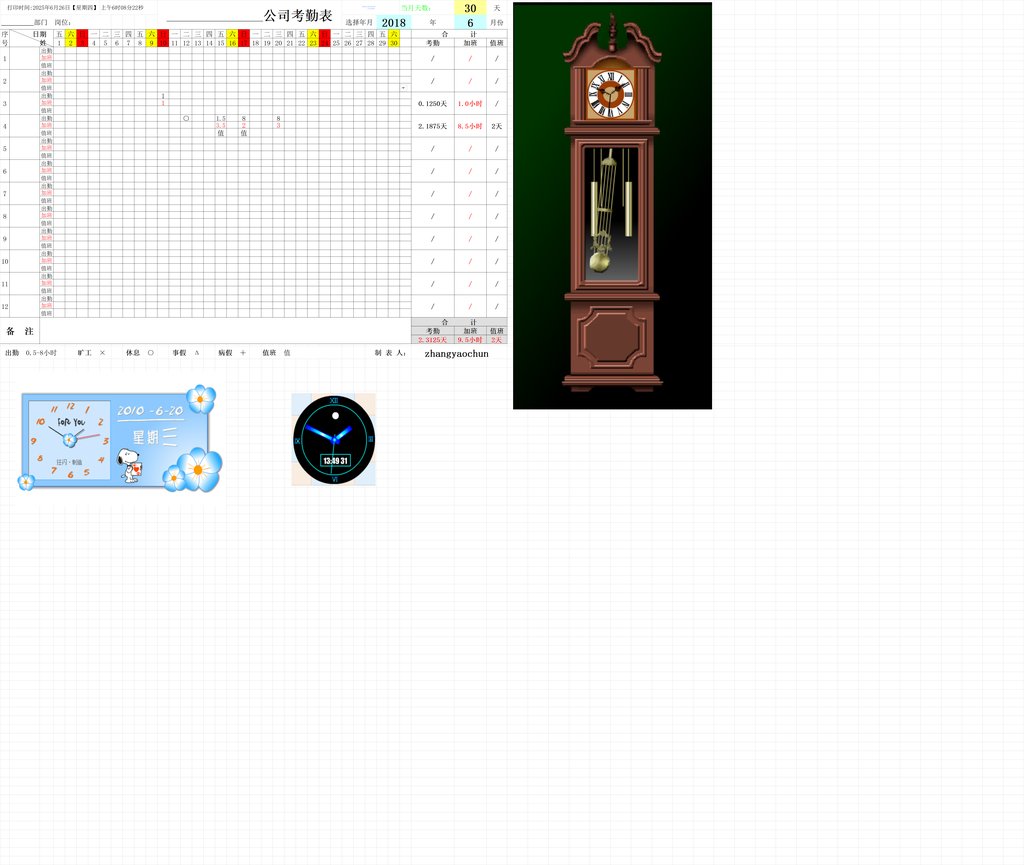 打印时间:2025年6月26日【星期四】 上午6时08分22秒
公司考勤表
当月天数: 30 天
部门 岗位:
选择年月 2018 年 6 月份
序号 日期 五 六 日 一 二 三 四 五 六 日 一 二 三 四 五 六 日 一 二 三 四 五 六 日 一 二 三 四 五 六 合 计
姓 1 2 3 4 5 6 7 8 9 10 11 12 13 14 15 16 17 18 19 20 21 22 23 24 25 26 27 28 29 30 考勤 加班 值班
1 出勤
加班 / / /
值班
2 出勤
加班 / / /
值班
3 出勤 1
加班 1 0.1250天 1.0小时 /
值班
4 出勤 ○ 1.5 8 8
加班 3.5 2 3 2.1875天 8.5小时 2天
值班 值 值
5 出勤
加班 / / /
值班
6 出勤
加班 / / /
值班
7 出勤
加班 / / /
值班
8 出勤
加班 / / /
值班
9 出勤
加班 / / /
值班
10 出勤
加班 / / /
值班
11 出勤
加班 / / /
值班
12 出勤
加班 / / /
值班
备 注
合 计
考勤 加班 值班
2.3125天 9.5小时 2天
出勤 0.5-8小时 旷工 × 休息 ○ 事假 Δ 病假 + 值班 值 制 表 人: zhangyaochun
12 1 2 3 4 5 6 7 8 9 10 11
For You
2010 -6-20
星期三
XII III VI IX
13:49 31